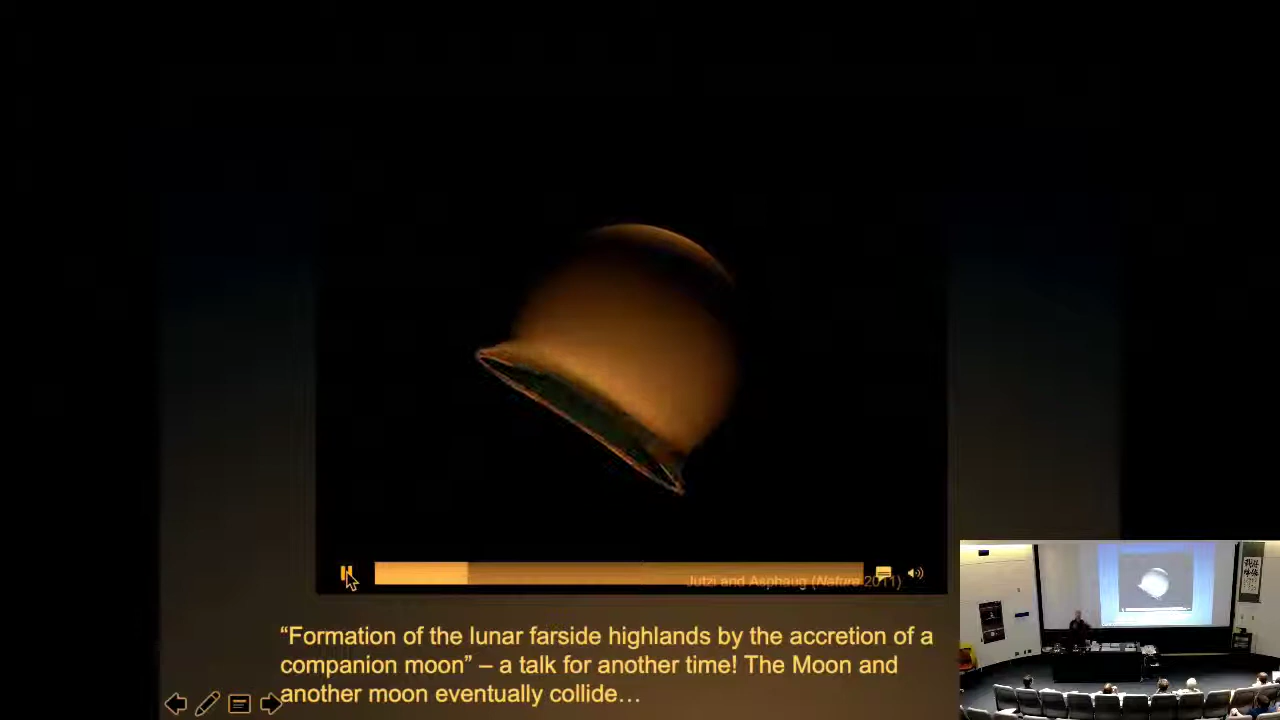 Jutzi and Asphaug (Nature 2011)
“Formation of the lunar farside highlands by the accretion of a
companion moon” – a talk for another time! The Moon and
another moon eventually collide…